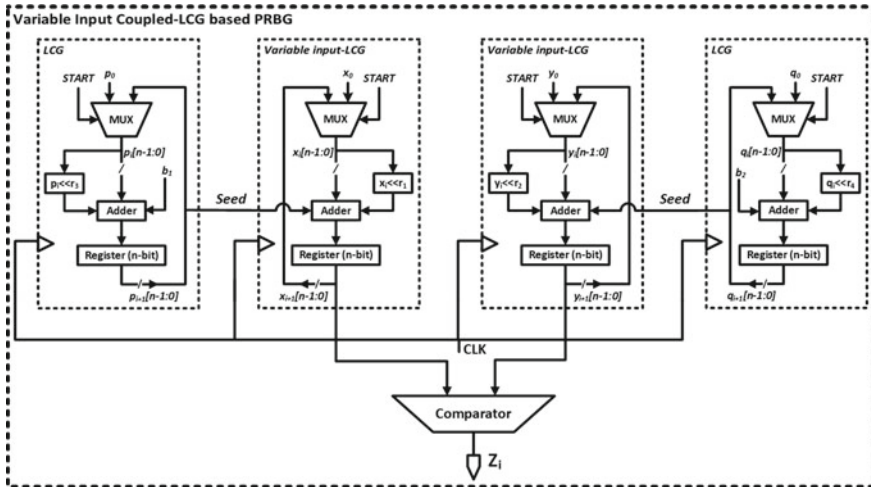 Variable Input Coupled-LCG based PRBG
LCG
START
p0
MUX
pi[n-1:0]
pi<<r3
b1
Adder
Register (n-bit)
pi+1[n-1:0]
Variable input-LCG
x0
START
MUX
xi[n-1:0]
xi<<r1
Seed
Adder
Register (n-bit)
xi+1[n-1:0]
Variable input-LCG
START
y0
MUX
yi[n-1:0]
yi<<r2
Adder
Seed
Register (n-bit)
yi+1[n-1:0]
LCG
q0
START
MUX
qi[n-1:0]
b2
qi<<r4
Adder
Register (n-bit)
qi+1[n-1:0]
CLK
Comparator
Zi